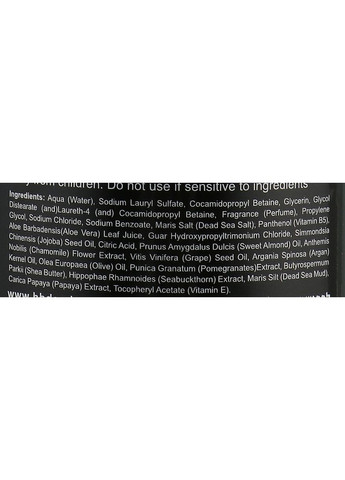 from children. Do not use if sensitive to ingredients
Ingredients: Aqua (Water), Sodium Lauryl Sulfate, Cocamidopropyl Betaine, Glycerin, Glycol
Distearate (and)Laureth-4 (and) Cocamidopropyl Betaine, Fragrance (Perfume), Propylene
Glycol, Sodium Chloride, Sodium Benzoate, Maris Salt (Dead Sea Salt), Panthenol (Vitamin B5),
Aloe Barbadensis(Aloe Vera) Leaf Juice, Guar Hydroxypropyltrimonium Chloride, Simmondsia
Chinensis (Jojoba) Seed Oil, Citric Acid, Prunus Amygdalus Dulcis (Sweet Almond) Oil, Anthemis
Nobilis (Chamomile) Flower Extract, Vitis Vinifera (Grape) Seed Oil, Argania Spinosa (Argan)
Kernel Oil, Olea Europaea (Olive) Oil, Punica Granatum (Pomegranates)Extract, Butyrospermum
Parkii (Shea Butter), Hippophae Rhamnoides (Seabuckthorn) Extract, Maris Silt (Dead Sea Mud),
Carica Papaya (Papaya) Extract, Tocopheryl Acetate (Vitamin E).